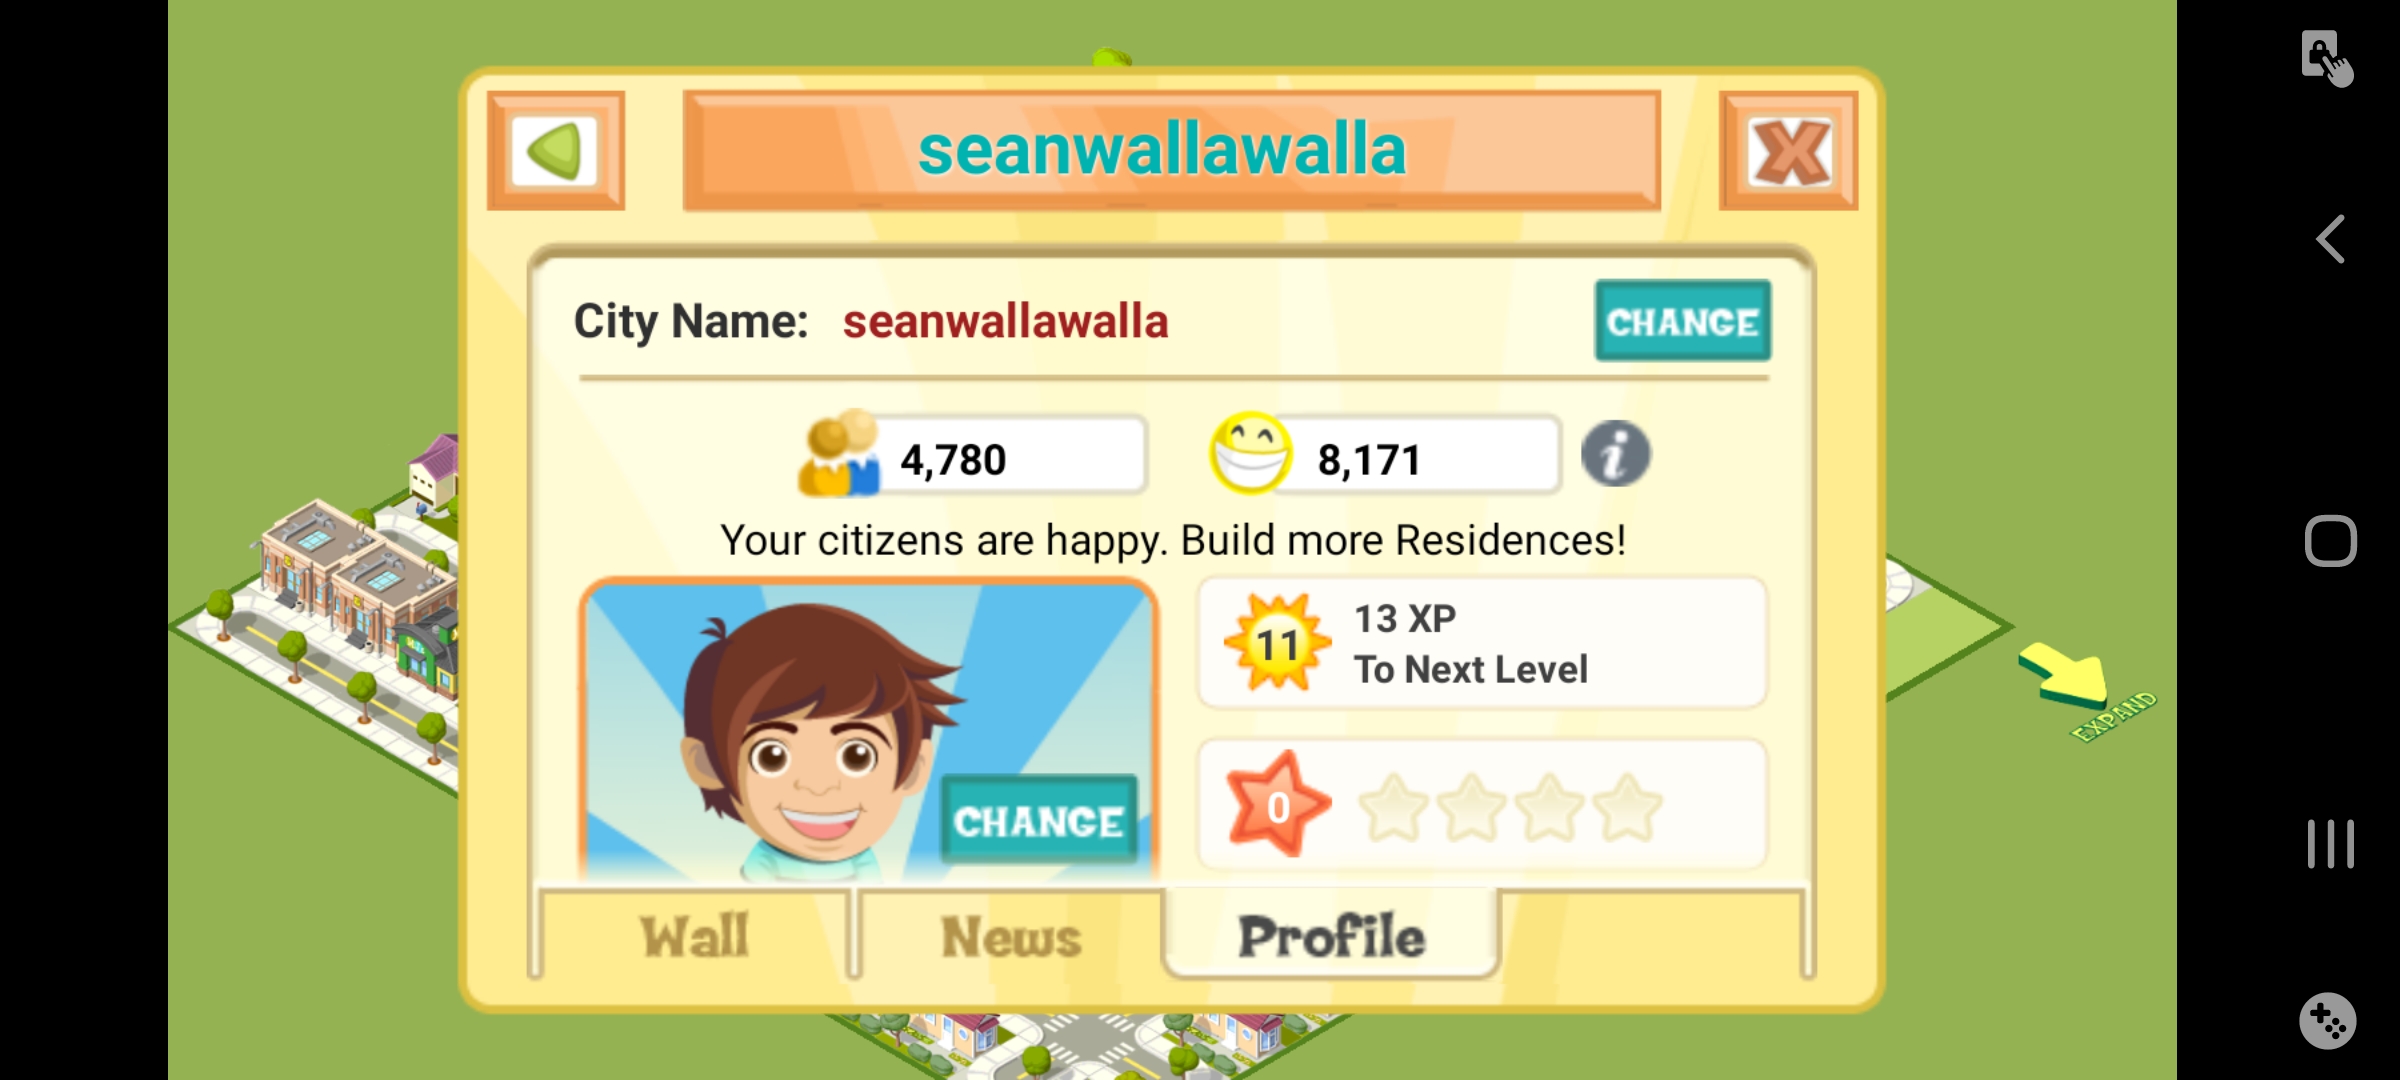 seanwallawalla
City Name: seanwallawalla
CHANGE
4,780
8,171
i
Your citizens are happy. Build more Residences!
11
13 XP
To Next Level
0
CHANGE
EXPAND
Wall
News
Profile